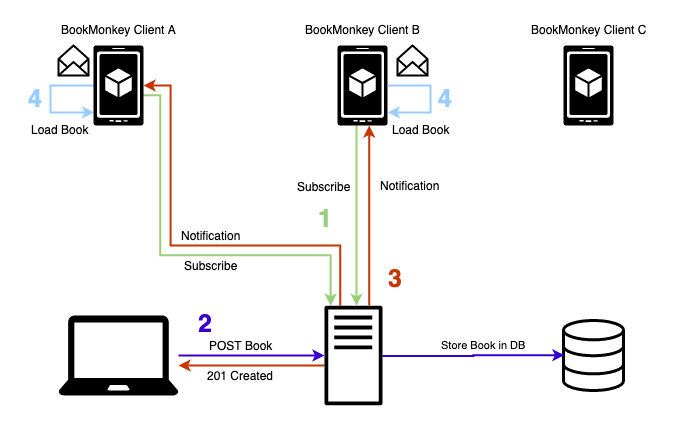 BookMonkey Client A
BookMonkey Client B
BookMonkey Client C
4
4
Load Book
Load Book
Subscribe
Notification
1
Notification
Subscribe
3
2
POST Book
Store Book in DB
201 Created